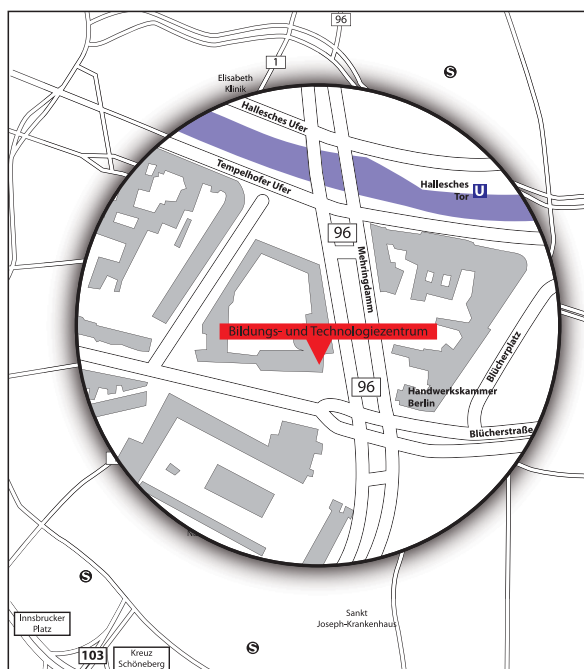 96
1
Elisabeth
Klinik
S
Hallesches Ufer
Tempelhofer Ufer
Hallesches
Tor
U
96
Mehringdamm
Bildungs- und Technologiezentrum
Blücherplatz
96
Handwerkskammer
Berlin
Blücherstraße
S
Sankt
Joseph-Krankenhaus
Innsbrucker
Platz
S
103
Kreuz
Schöneberg